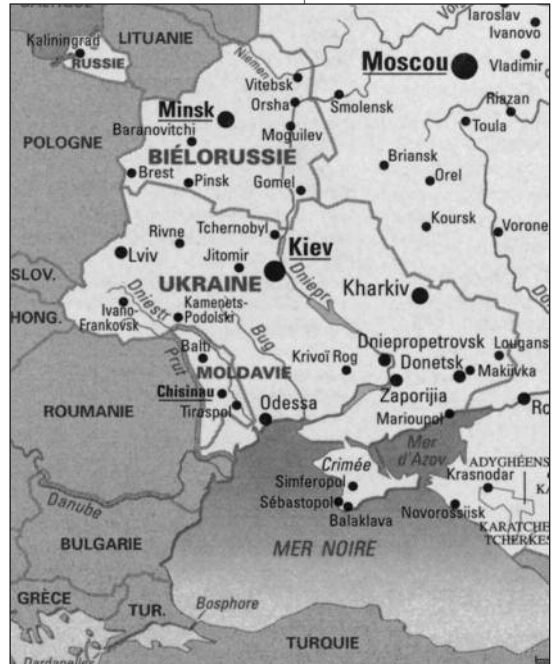 Iaroslav
Ivanovo
Kaliningrad
LITUANIE
RUSSIE
Niemen
Vitebsk
Moscou
Vladimir
Orsha
Smolensk
Riazan
Minsk
Toula
Baranovitchi
Moguilev
POLOGNE
BIÉLORUSSIE
Briansk
Brest
Pinsk
Gomel
Orel
Tchernobyl
Koursk
Rivne
Kiev
Lviv
Jitomir
SLOV.
UKRAINE
Dniepr
Kharkiv
Dniestr
Ivano-
Frankovsk
Kamenets-
Podolski
HONG.
Bug
Balti
Dniepropetrovsk
Lougans
Prut
Krivoï Rog
Donetsk
Makiivka
MOLDAVIE
Chisinau
Zaporijia
Tiraspol
Odessa
ROUMANIE
Marioupol
Mer
d'Azov
Crimée
ADYGHÉENS
Simferopol
Krasnodar
Danube
Sébastopol
Balaklava
Novorossiisk
KARATCHE
TCHERKES
BULGARIE
MER NOIRE
GRÈCE
TUR.
Bosphore
TURQUIE
Dardanelles